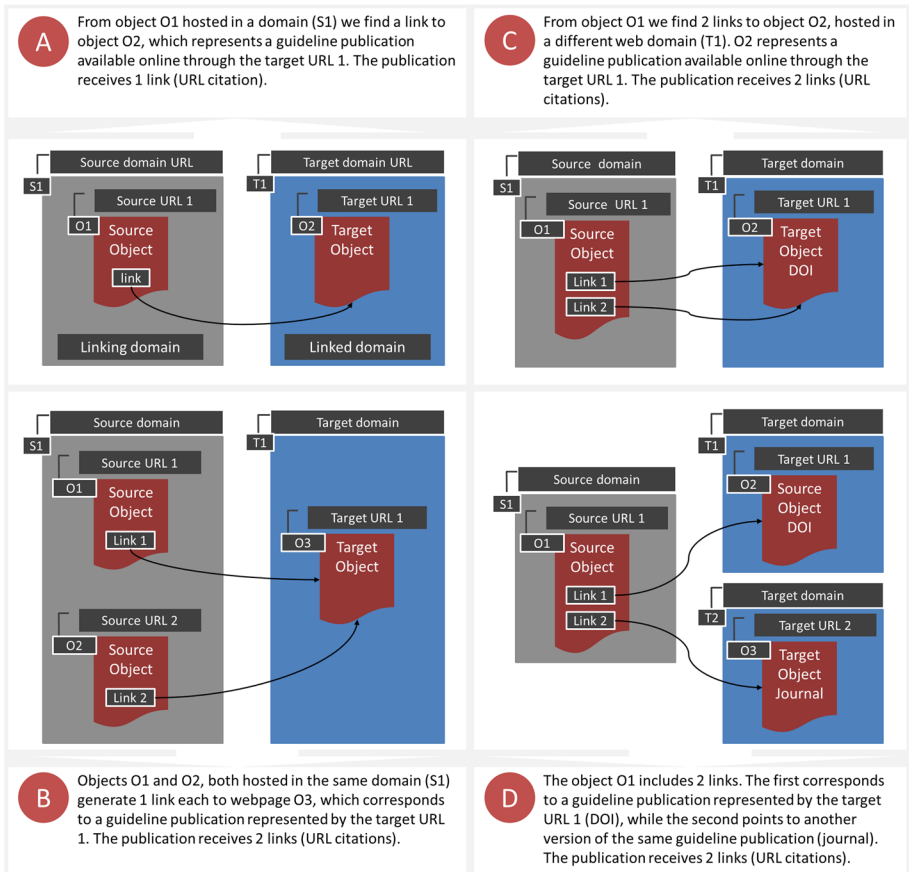 A
From object O1 hosted in a domain (S1) we find a link to
object O2, which represents a guideline publication
available online through the target URL 1. The publication
receives 1 link (URL citation).
Source domain URL
Target domain URL
S1
T1
Source URL 1
Target URL 1
O1
O2
Source
Object
Target
Object
link
Linking domain
Linked domain
C
From object O1 we find 2 links to object O2, hosted in
a different web domain (T1). O2 represents a
guideline publication available online through the
target URL 1. The publication receives 2 links (URL
citations).
Source domain
Target domain
S1
T1
Source URL 1
Target URL 1
O1
O2
Source
Object
Target
Object
DOI
Link 1
Link 2
Source domain
Target domain
S1
T1
Source URL 1
O1
Source
Object
Link 1
Target URL 1
O3
Target
Object
Source URL 2
O2
Source
Object
Link 2
B
Objects O1 and O2, both hosted in the same domain (S1)
generate 1 link each to webpage O3, which corresponds
to a guideline publication represented by the target URL
1. The publication receives 2 links (URL citations).
Target domain
T1
Target URL 1
O2
Source
Object
DOI
Source domain
S1
Source URL 1
O1
Source
Object
Link 1
Link 2
Target domain
T2
Target URL 2
O3
Target
Object
Journal
D
The object O1 includes 2 links. The first corresponds
to a guideline publication represented by the target
URL 1 (DOI), while the second points to another
version of the same guideline publication (journal).
The publication receives 2 links (URL citations).